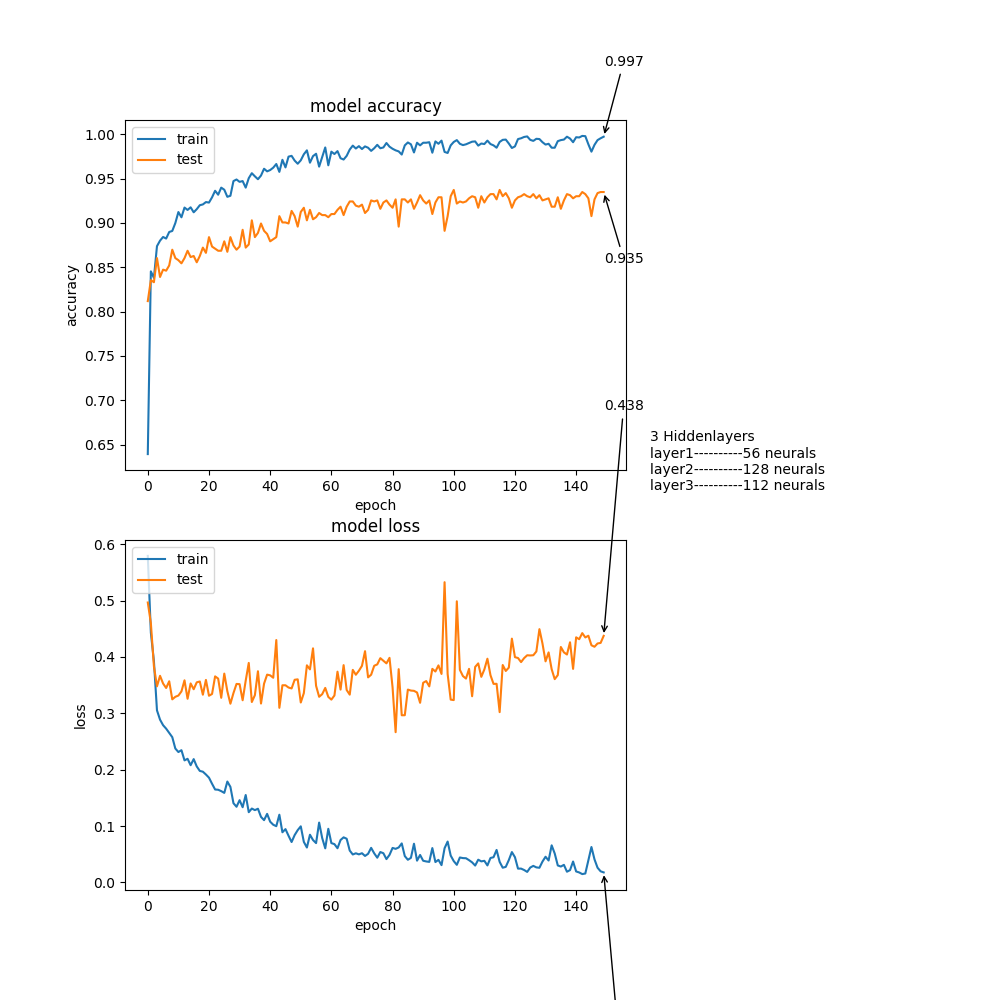 0.997
model accuracy
train
test
1.00
0.95
0.90
0.85
0.80
0.75
0.70
0.65
accuracy
0.935
0 20 40 60 80 100 120 140
epoch
0.438
3 Hiddenlayers
layer1----------56 neurals
layer2----------128 neurals
layer3----------112 neurals
model loss
train
test
0.6
0.5
0.4
0.3
0.2
0.1
0.0
loss
0 20 40 60 80 100 120 140
epoch